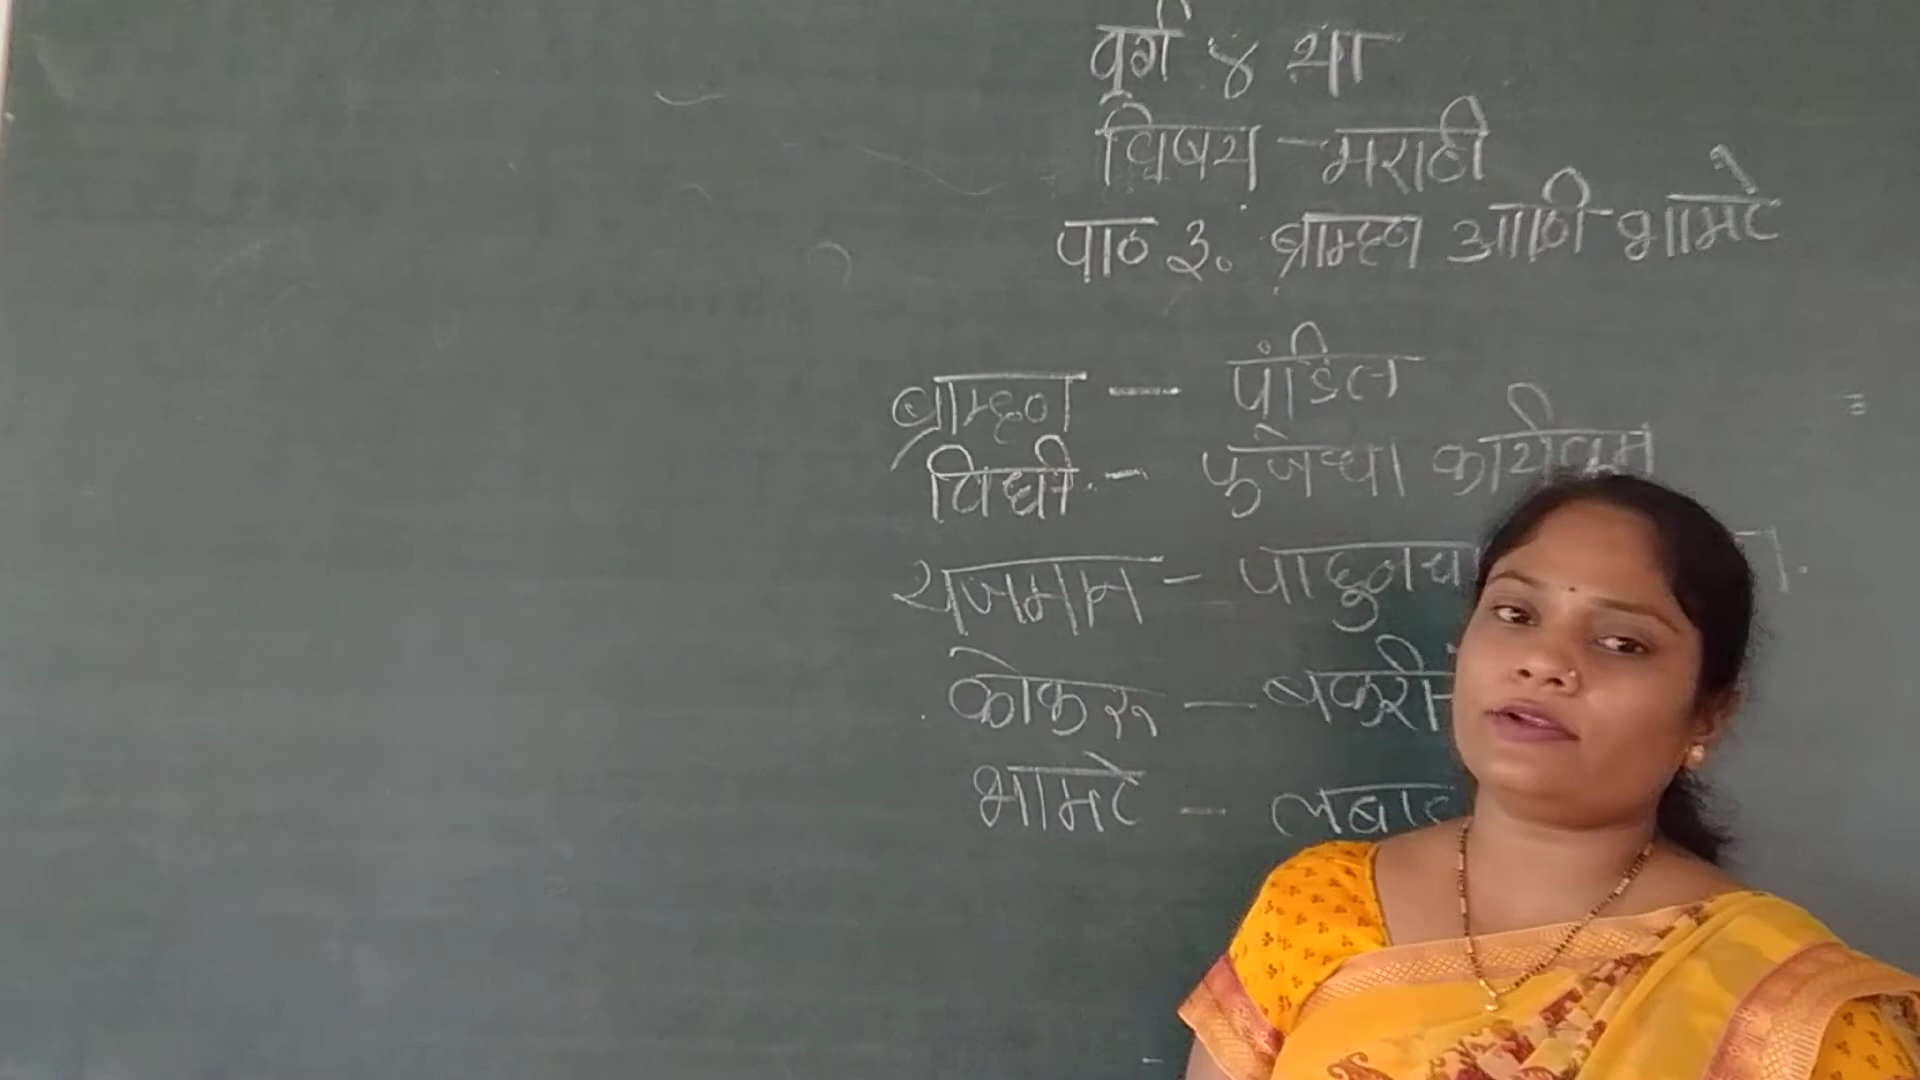 वर्ग ४ था
विषय - मराठी
पाठ ३. ब्राम्हण आणि भामटे
ब्राम्हण - पंडित
विधी - पुजेचा कार्यक्रम
यजमान - पाहुणचा
कोकरू - बकरी
भामटे - लबाड